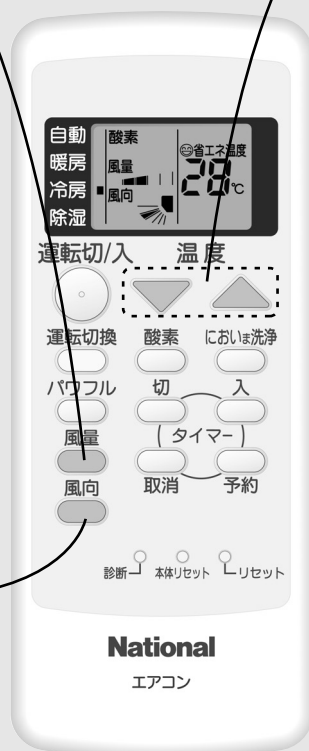 自動
暖房
冷房
除湿
酸素
風量
風向
省エネ温度
28℃
運転切/入 温度
運転切換 酸素 におい洗浄
パワフル 切 入
風量 (タイマー)
風向 取消 予約
診断 本体リセット リセット
National
エアコン